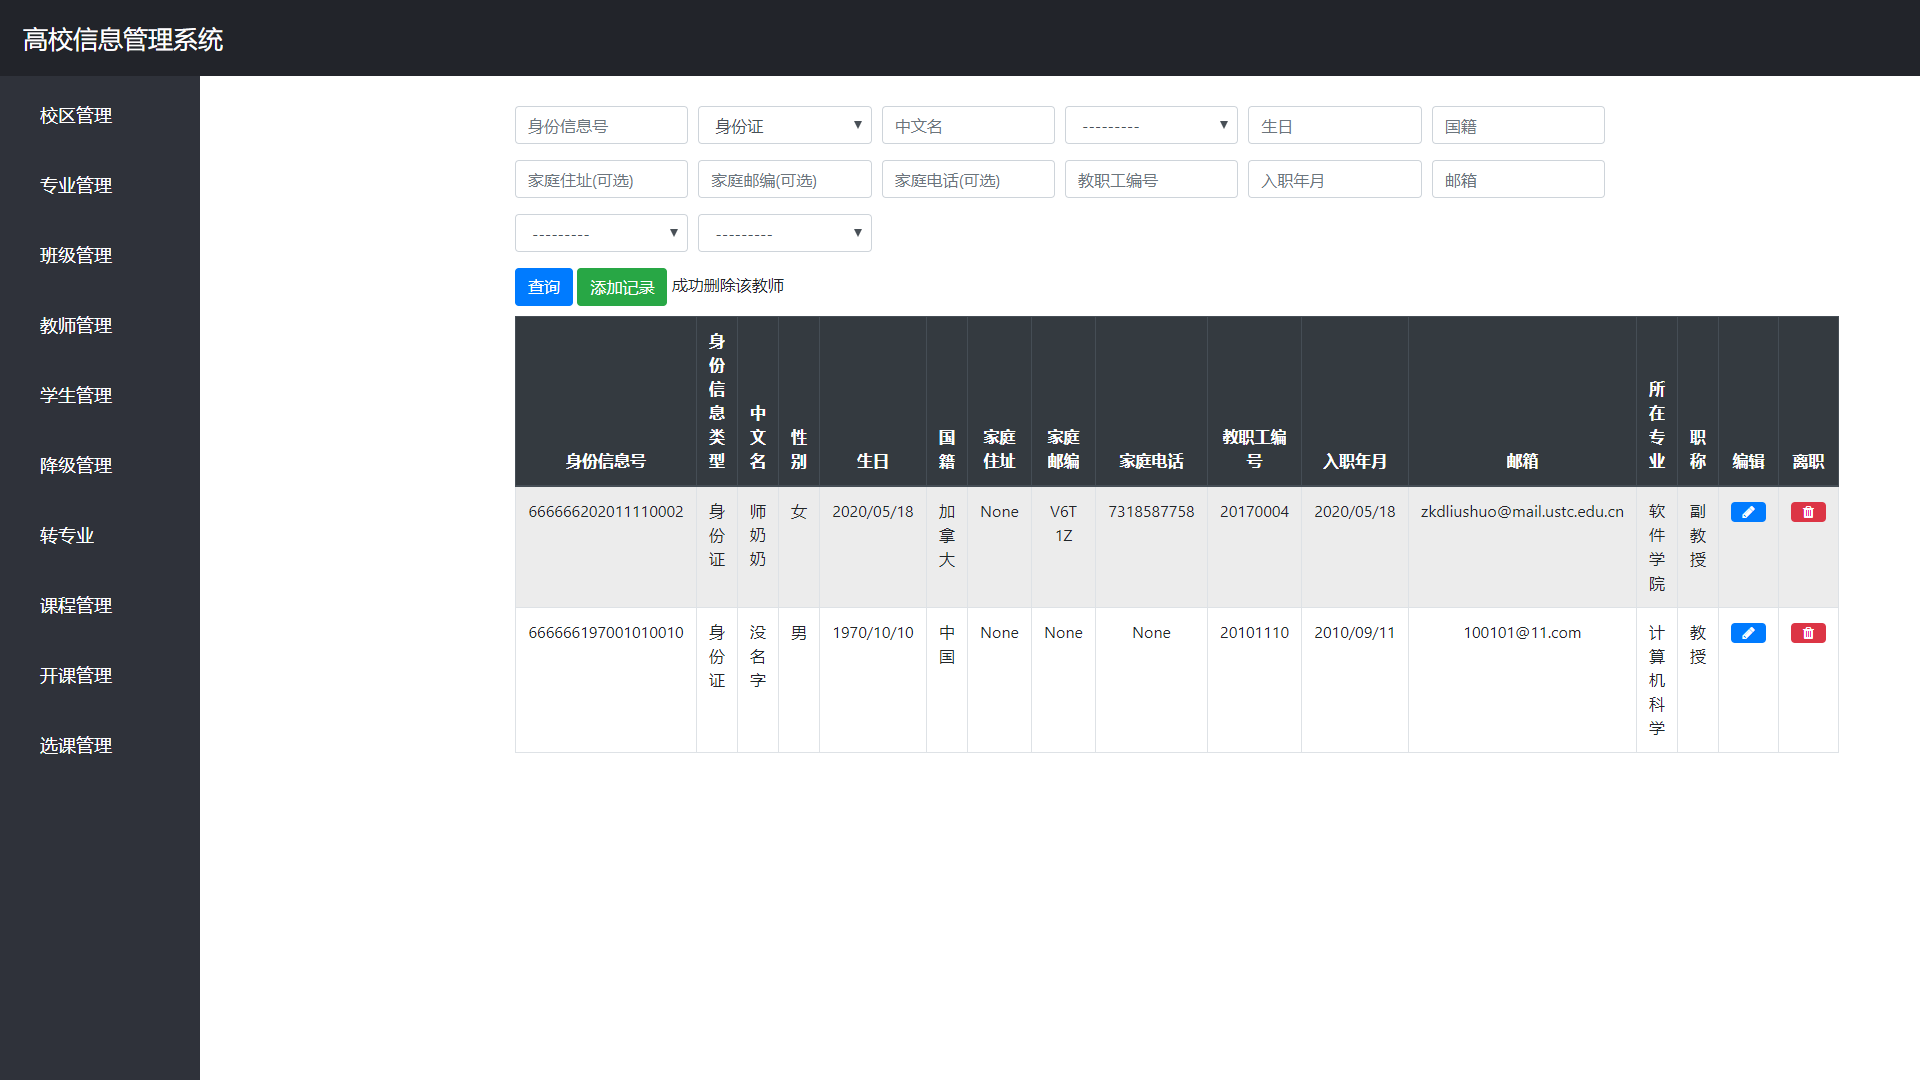 高校信息管理系统
校区管理
专业管理
班级管理
教师管理
学生管理
降级管理
转专业
课程管理
开课管理
选课管理
身份信息号 身份证 中文名 --------- 生日 国籍
家庭住址(可选) 家庭邮编(可选) 家庭电话(可选) 教职工编号 入职年月 邮箱
--------- ---------
查询 添加记录 成功删除该教师
身份信息号 身份信息类型 中文名 性别 生日 国籍 家庭住址 家庭邮编 家庭电话 教职工编号 入职年月 邮箱 所在专业 职称 编辑 离职
666666202011110002 身份证 师奶奶 女 2020/05/18 加拿大 None V6T 1Z 7318587758 20170004 2020/05/18 zkdliushuo@mail.ustc.edu.cn 软件学院 副教授
666666197001010010 身份证 没名字 男 1970/10/10 中国 None None None 20101110 2010/09/11 100101@11.com 计算机科学 教授